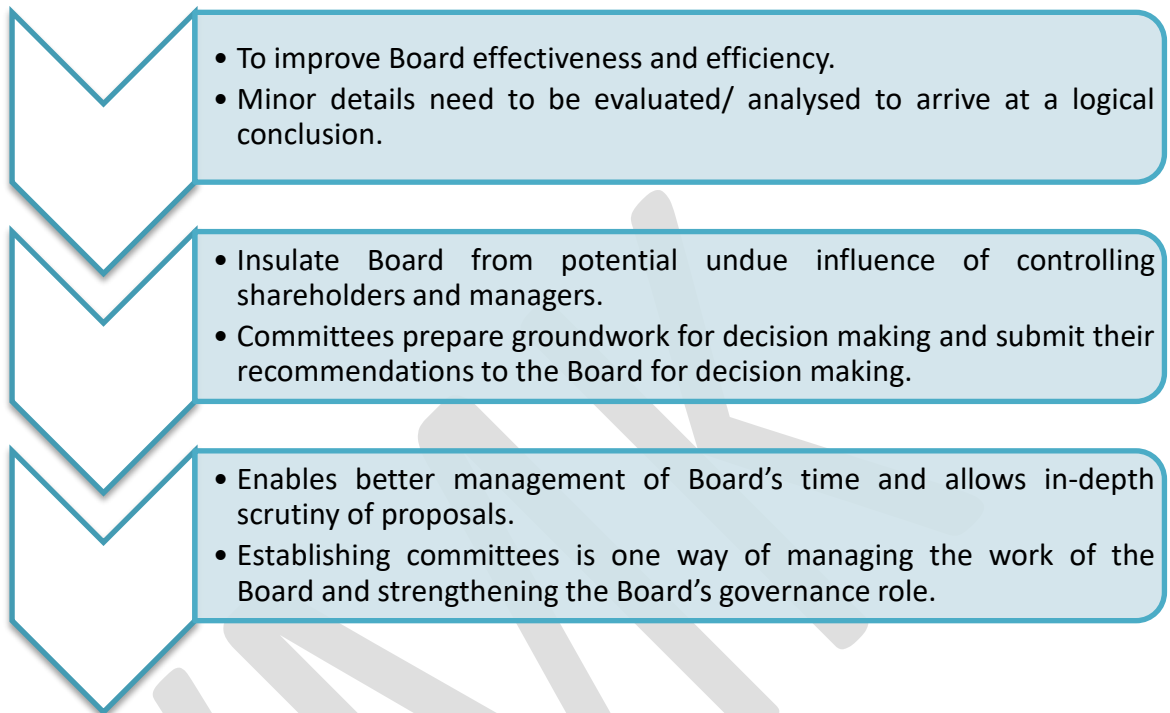 • To improve Board effectiveness and efficiency.
• Minor details need to be evaluated/ analysed to arrive at a logical
conclusion.
• Insulate Board from potential undue influence of controlling
shareholders and managers.
• Committees prepare groundwork for decision making and submit their
recommendations to the Board for decision making.
• Enables better management of Board’s time and allows in-depth
scrutiny of proposals.
• Establishing committees is one way of managing the work of the
Board and strengthening the Board’s governance role.